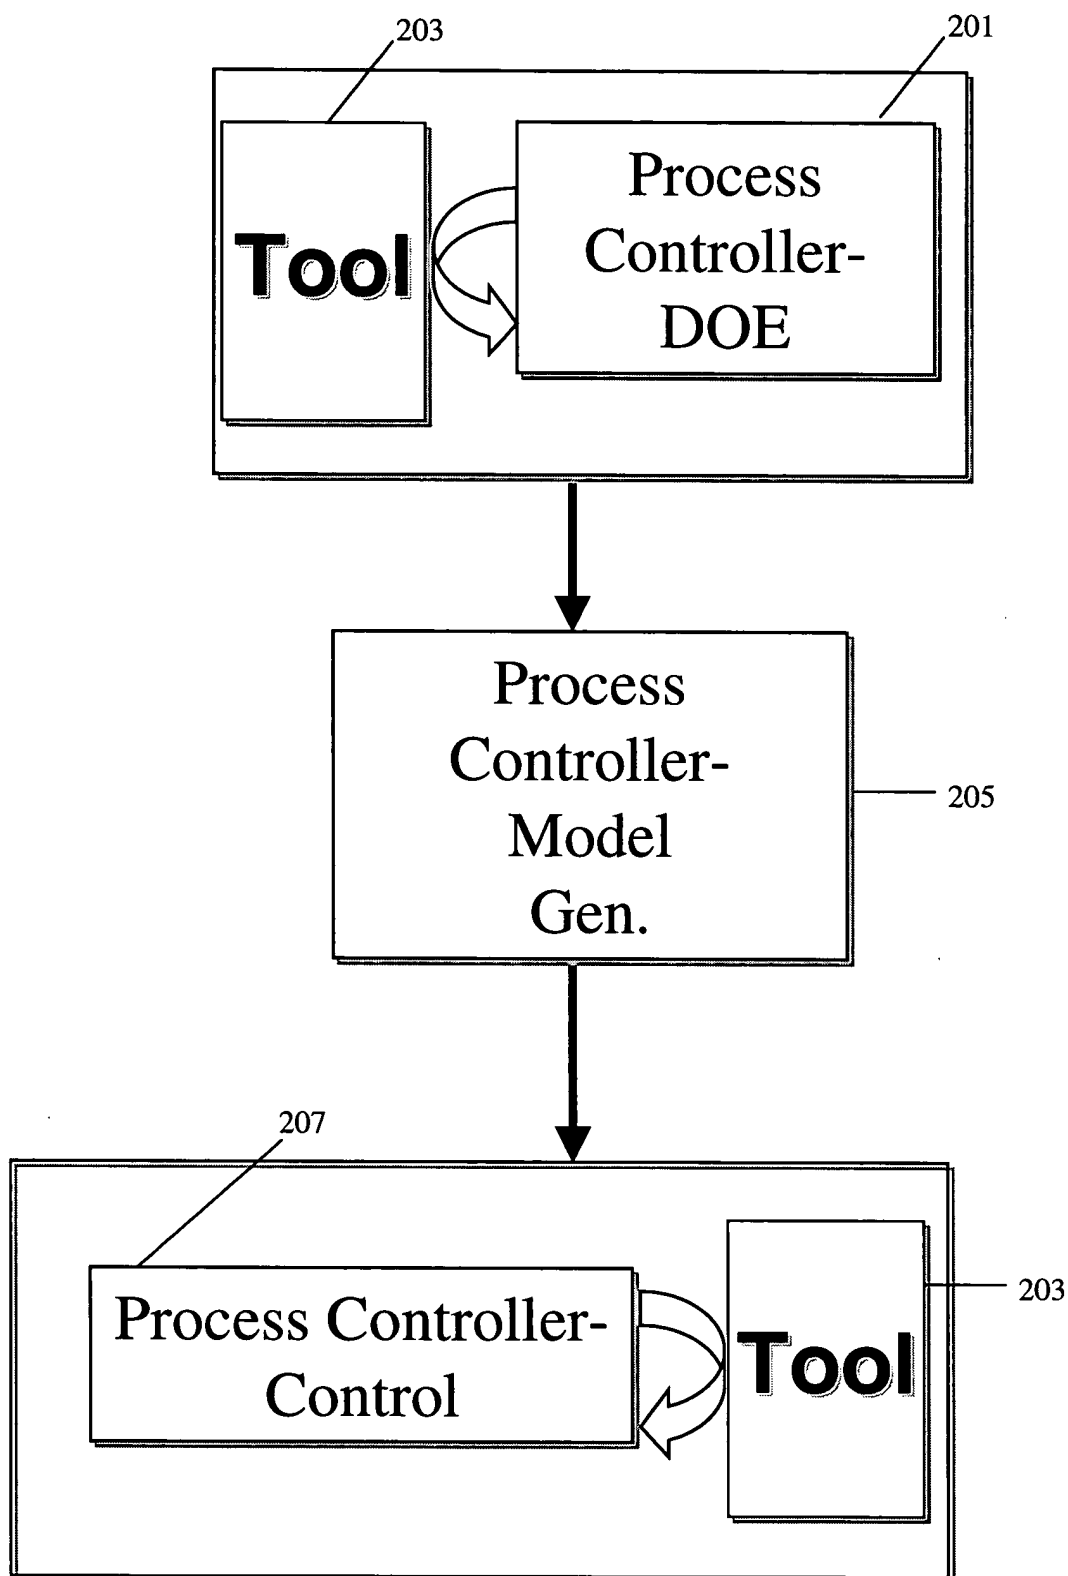 203
201
Tool
Process
Controller-
DOE
Process
Controller-
Model
Gen.
205
207
Process Controller-
Control
Tool
203